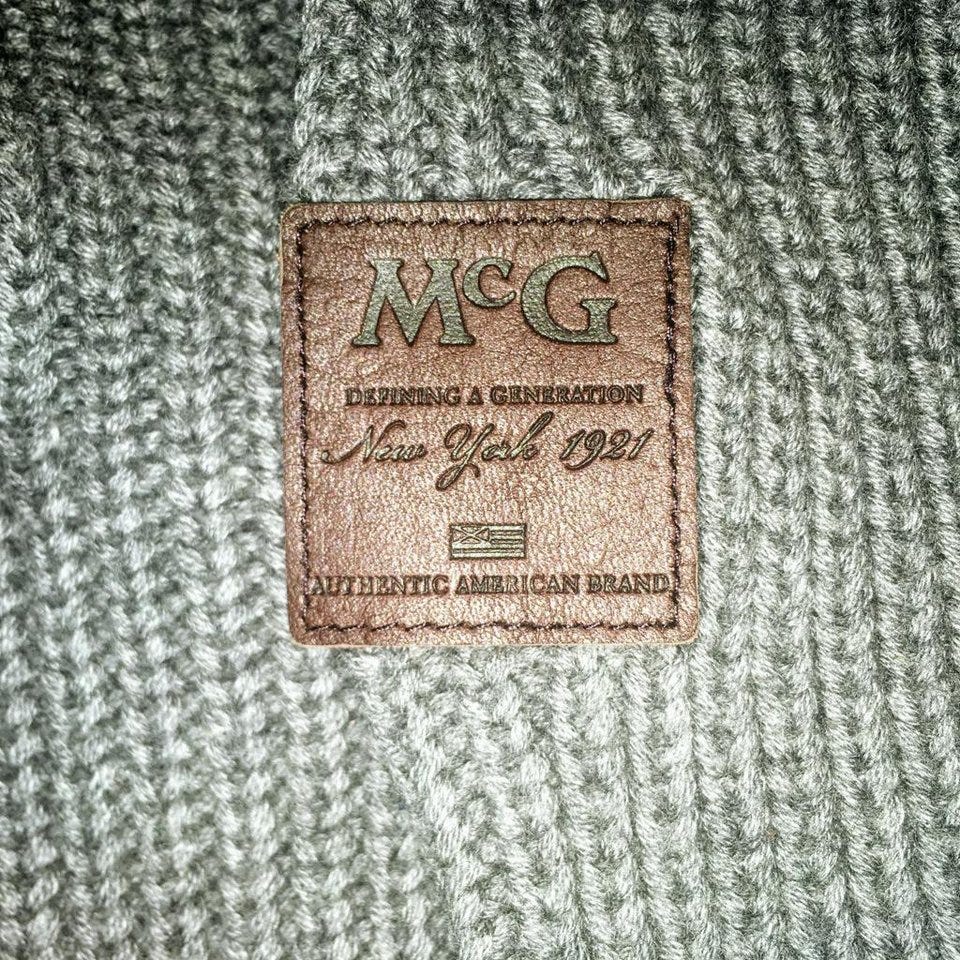 McG
DEFINING A GENERATION
New York 1921
AUTHENTIC AMERICAN BRAND